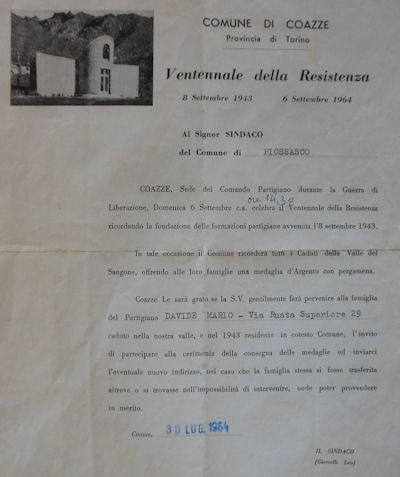 COMUNE DI COAZZE
Provincia di Torino
Ventennale della Resistenza
8 Settembre 1943 6 Settembre 1964
Al Signor SINDACO
del Comune di PIOSSASCO
COAZZE, Sede del Comando Partigiano durante la Guerra di
ore 14,30
Liberazione, Domenica 6 Settembre c.a. celebra il Ventennale della Resistenza
ricordando la fondazione delle formazioni partigiane avvenuta l'8 settembre 1943.
In tale occasione il Comune ricorderà tutti i Caduti della Valle del
Sangone, offrendo alle loro famiglie una medaglia d'Argento con pergamena.
Coazze Le sarà grato se la S.V. gentilmente farà pervenire alla famiglia
del Partigiano DAVIDE MARIO - Via Ruata Superiore 29
caduto nella nostra valle, e nel 1943 residente in cotesto Comune, l'invito
di partecipare alla cerimonia della consegna delle medaglie od inviarci
l'eventuale nuovo indirizzo, nel caso che la famiglia stessa si fosse trasferita
altrove o si trovasse nell'impossibilità di intervenire, onde poter provvedere
in merito.
Coazze, 30 LUG. 1964
IL SINDACO
(Giorcelli Leo)